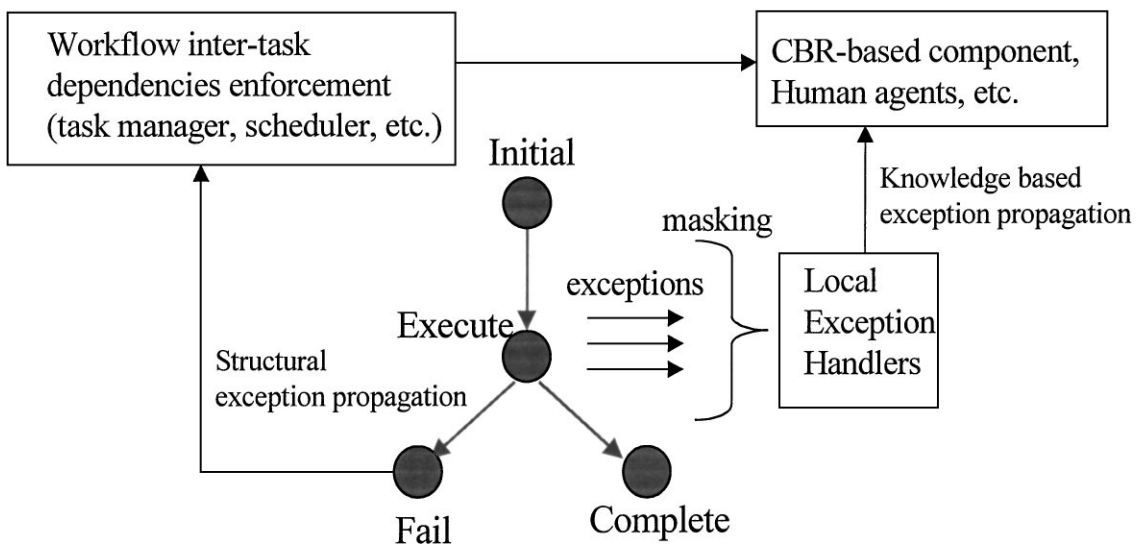 Workflow inter-task
dependencies enforcement
(task manager, scheduler, etc.)
CBR-based component,
Human agents, etc.
Initial
Knowledge based
exception propagation
masking
exceptions
Local
Exception
Handlers
Execute
Structural
exception propagation
Fail
Complete